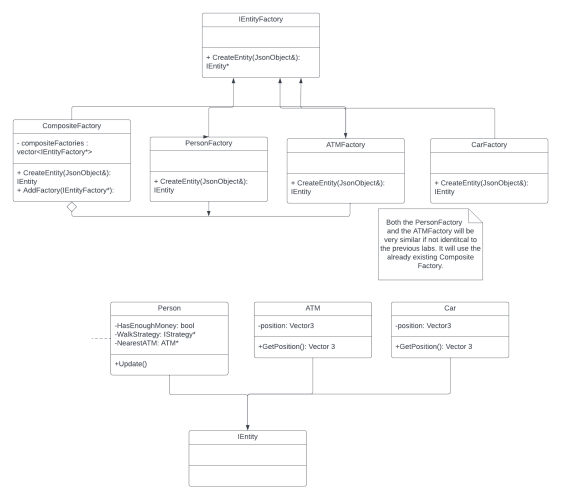 IEntityFactory
+ CreateEntity(JsonObject&):
IEntity*
CompositeFactory
- compositeFactories :
vector<IEntityFactory*>
+ CreateEntity(JsonObject&):
IEntity
+ AddFactory(IEntityFactory*):
PersonFactory
+ CreateEntity(JsonObject&):
IEntity
ATMFactory
+ CreateEntity(JsonObject&):
IEntity
CarFactory
+ CreateEntity(JsonObject&):
IEntity
Both the PersonFactory
and the ATMFactory will be
very similar if not identitcal to
the previous labs. It will use the
already existing Composite
Factory.
Person
-HasEnoughMoney: bool
-WalkStrategy: IStrategy*
-NearestATM: ATM*
+Update()
ATM
-position: Vector3
+GetPosition(): Vector 3
Car
-position: Vector3
+GetPosition(): Vector 3
IEntity